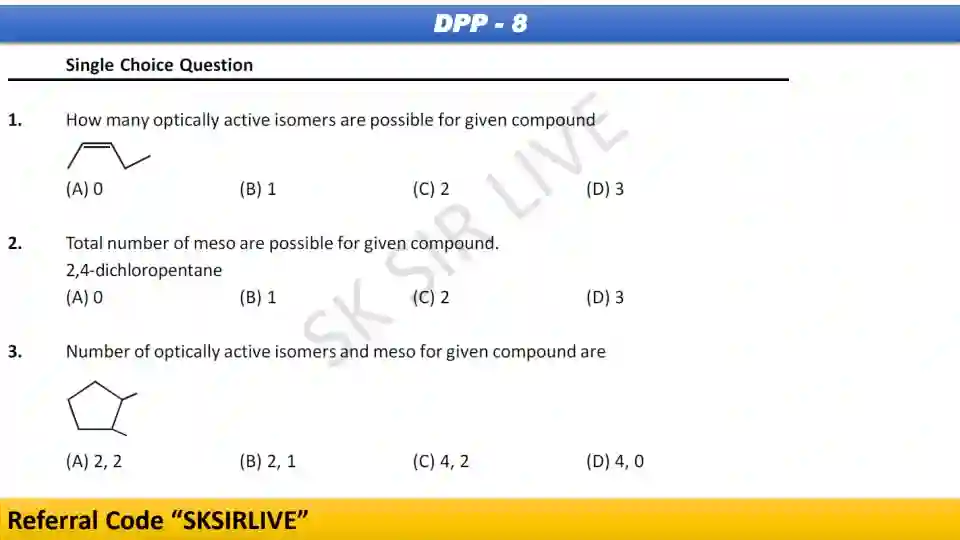 DPP - 8
Single Choice Question
1. How many optically active isomers are possible for given compound
(A) 0 (B) 1 (C) 2 (D) 3
2. Total number of meso are possible for given compound.
2,4-dichloropentane
(A) 0 (B) 1 (C) 2 (D) 3
3. Number of optically active isomers and meso for given compound are
(A) 2, 2 (B) 2, 1 (C) 4, 2 (D) 4, 0
SK SIR LIVE
Referral Code “SKSIRLIVE”